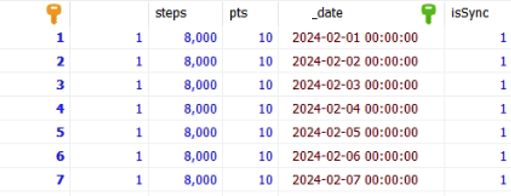 steps pts _date isSync
1 1 8,000 10 2024-02-01 00:00:00 1
2 1 8,000 10 2024-02-02 00:00:00 1
3 1 8,000 10 2024-02-03 00:00:00 1
4 1 8,000 10 2024-02-04 00:00:00 1
5 1 8,000 10 2024-02-05 00:00:00 1
6 1 8,000 10 2024-02-06 00:00:00 1
7 1 8,000 10 2024-02-07 00:00:00 1